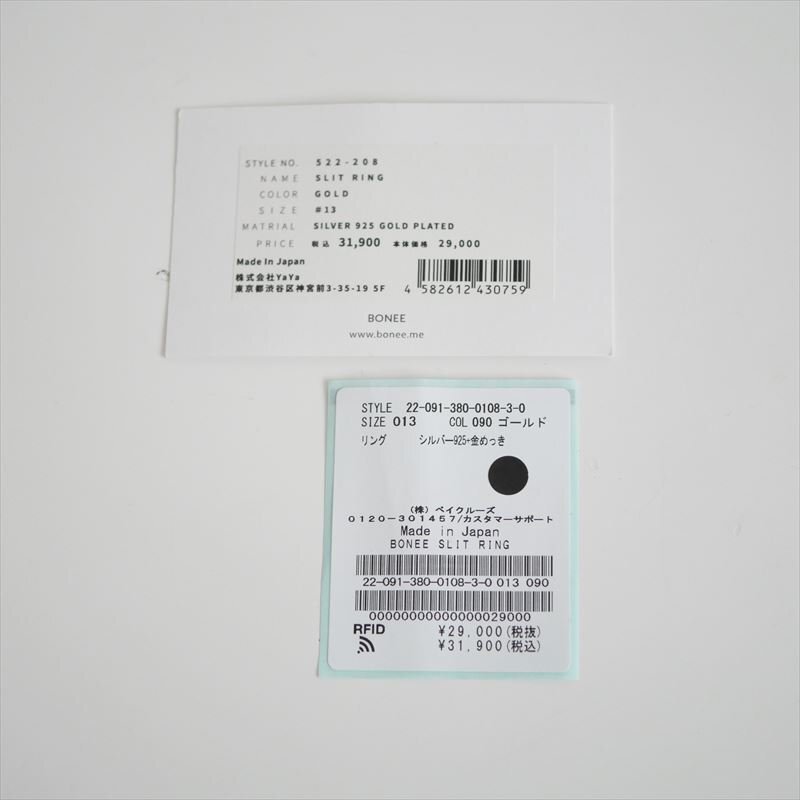 STYLE NO. 522-208
NAME SLIT RING
COLOR GOLD
SIZE #13
MATRIAL SILVER 925 GOLD PLATED
PRICE 税込 31,900 本体価格 29,000
Made In Japan
株式会社YaYa
東京都渋谷区神宮前3-35-19 5F
4 582612 430759
BONEE
www.bonee.me
STYLE 22-091-380-0108-3-0
SIZE 013 COL 090 ゴールド
リング シルバー925+金めっき
(株) ベイクルーズ
0120-301457/カスタマーサポート
Made in Japan
BONEE SLIT RING
22-091-380-0108-3-0 013 090
00000000000000029000
RFID
¥29,000(税抜)
¥31,900(税込)